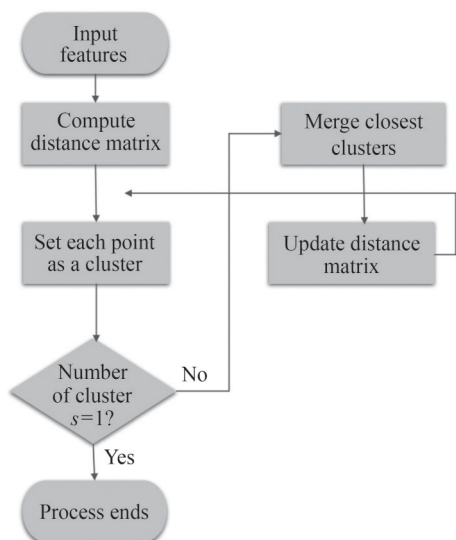 Input
features
Compute
distance matrix
Set each point
as a cluster
Number
of cluster
s=1?
No
Yes
Process ends
Merge closest
clusters
Update distance
matrix